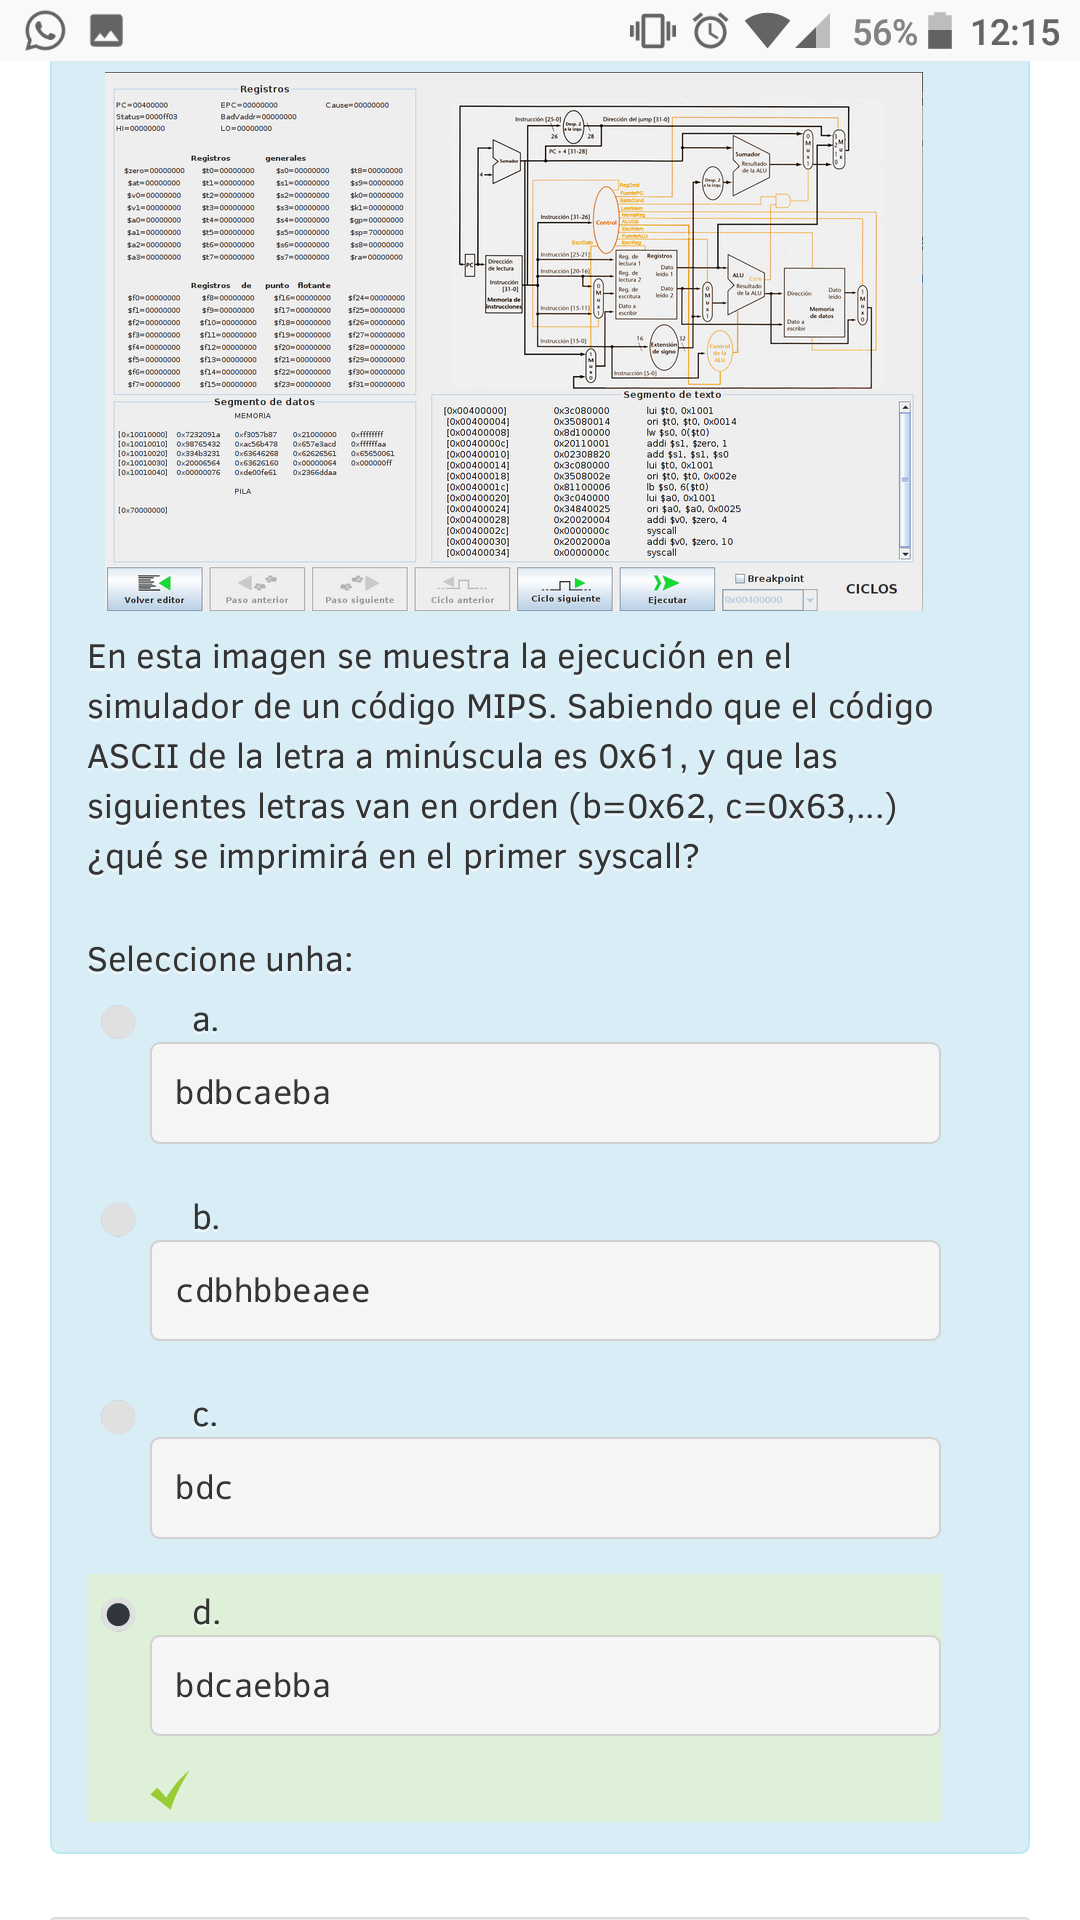 56% 12:15
Registros
PC=00400000 EPC=00000000 Cause=00000000
Status=0000ff03 BadVaddr=00000000
HI=00000000 LO=00000000
Registros generales
$zero=00000000 $t0=00000000 $s0=00000000 $t8=00000000
$at=00000000 $t1=00000000 $s1=00000000 $s9=00000000
$v0=00000000 $t2=00000000 $s2=00000000 $k0=00000000
$v1=00000000 $t3=00000000 $s3=00000000 $k1=00000000
$a0=00000000 $t4=00000000 $s4=00000000 $gp=00000000
$a1=00000000 $t5=00000000 $s5=00000000 $sp=70000000
$a2=00000000 $t6=00000000 $s6=00000000 $s8=00000000
$a3=00000000 $t7=00000000 $s7=00000000 $ra=00000000
Registros de punto flotante
$f0=00000000 $f8=00000000 $f16=00000000 $f24=00000000
$f1=00000000 $f9=00000000 $f17=00000000 $f25=00000000
$f2=00000000 $f10=00000000 $f18=00000000 $f26=00000000
$f3=00000000 $f11=00000000 $f19=00000000 $f27=00000000
$f4=00000000 $f12=00000000 $f20=00000000 $f28=00000000
$f5=00000000 $f13=00000000 $f21=00000000 $f29=00000000
$f6=00000000 $f14=00000000 $f22=00000000 $f30=00000000
$f7=00000000 $f15=00000000 $f23=00000000 $f31=00000000
Instrucción [25-0]
Desp. 2 a la izqu
Dirección del jump [31-0]
26 28
PC + 4 [31-28]
Sumador
4
Sumador
Resultado
de la ALU
0 M u x 1
Desp. 2 a la izqu
RegDest
FuentePC
SaltoCond
LeerMem
MemaReg
ALUOp
EscrMem
FuenteALU
EscrReg
Control
Instrucción [31-26]
Instrucción [25-21]
Instrucción [20-16]
Instrucción [15-11]
Instrucción [15-0]
Instrucción [5-0]
PC
Dirección
de lectura
Instrucción
[31-0]
Memoria de
instrucciones
Reg. de
lectura 1
Registros
Reg. de
lectura 2
Reg. de
escritura
Dato a
escribir
Dato
leído 1
Dato
leído 2
ALU
Cero
Resultado
de la ALU
Dirección
Dato
leído
Memoria
de datos
Dato a
escribir
16 32
Extensión
de signo
Control
de la
ALU
Segmento de datos
MEMORIA
[0x10010000] 0x7232091a 0xf3057b87 0x21000000 0xffffffff
[0x10010010] 0x98765432 0xac56b478 0x657e3acd 0xffffffaa
[0x10010020] 0x334b3231 0x63646268 0x62626561 0x65650061
[0x10010030] 0x20006564 0x63626160 0x00000064 0x000000ff
[0x10010040] 0x00000076 0xde00fe61 0x2366ddaa
PILA
[0x70000000]
Segmento de texto
[0x00400000] 0x3c080000 lui $t0, 0x1001
[0x00400004] 0x35080014 ori $t0, $t0, 0x0014
[0x00400008] 0x8d100000 lw $s0, 0($t0)
[0x0040000c] 0x20110001 addi $s1, $zero, 1
[0x00400010] 0x02308820 add $s1, $s1, $s0
[0x00400014] 0x3c080000 lui $t0, 0x1001
[0x00400018] 0x3508002e ori $t0, $t0, 0x002e
[0x0040001c] 0x81100006 lb $s0, 6($t0)
[0x00400020] 0x3c040000 lui $a0, 0x1001
[0x00400024] 0x34840025 ori $a0, $a0, 0x0025
[0x00400028] 0x20020004 addi $v0, $zero, 4
[0x0040002c] 0x0000000c syscall
[0x00400030] 0x2002000a addi $v0, $zero, 10
[0x00400034] 0x0000000c syscall
Volver editor Paso anterior Paso siguiente Ciclo anterior Ciclo siguiente Ejecutar
Breakpoint
0x00400000
CICLOS
En esta imagen se muestra la ejecución en el
simulador de un código MIPS. Sabiendo que el código
ASCII de la letra a minúscula es 0x61, y que las
siguientes letras van en orden (b=0x62, c=0x63,...)
¿qué se imprimirá en el primer syscall?
Seleccione unha:
a.
bdbcaeba
b.
cdbhbbeaee
c.
bdc
d.
bdcaebba